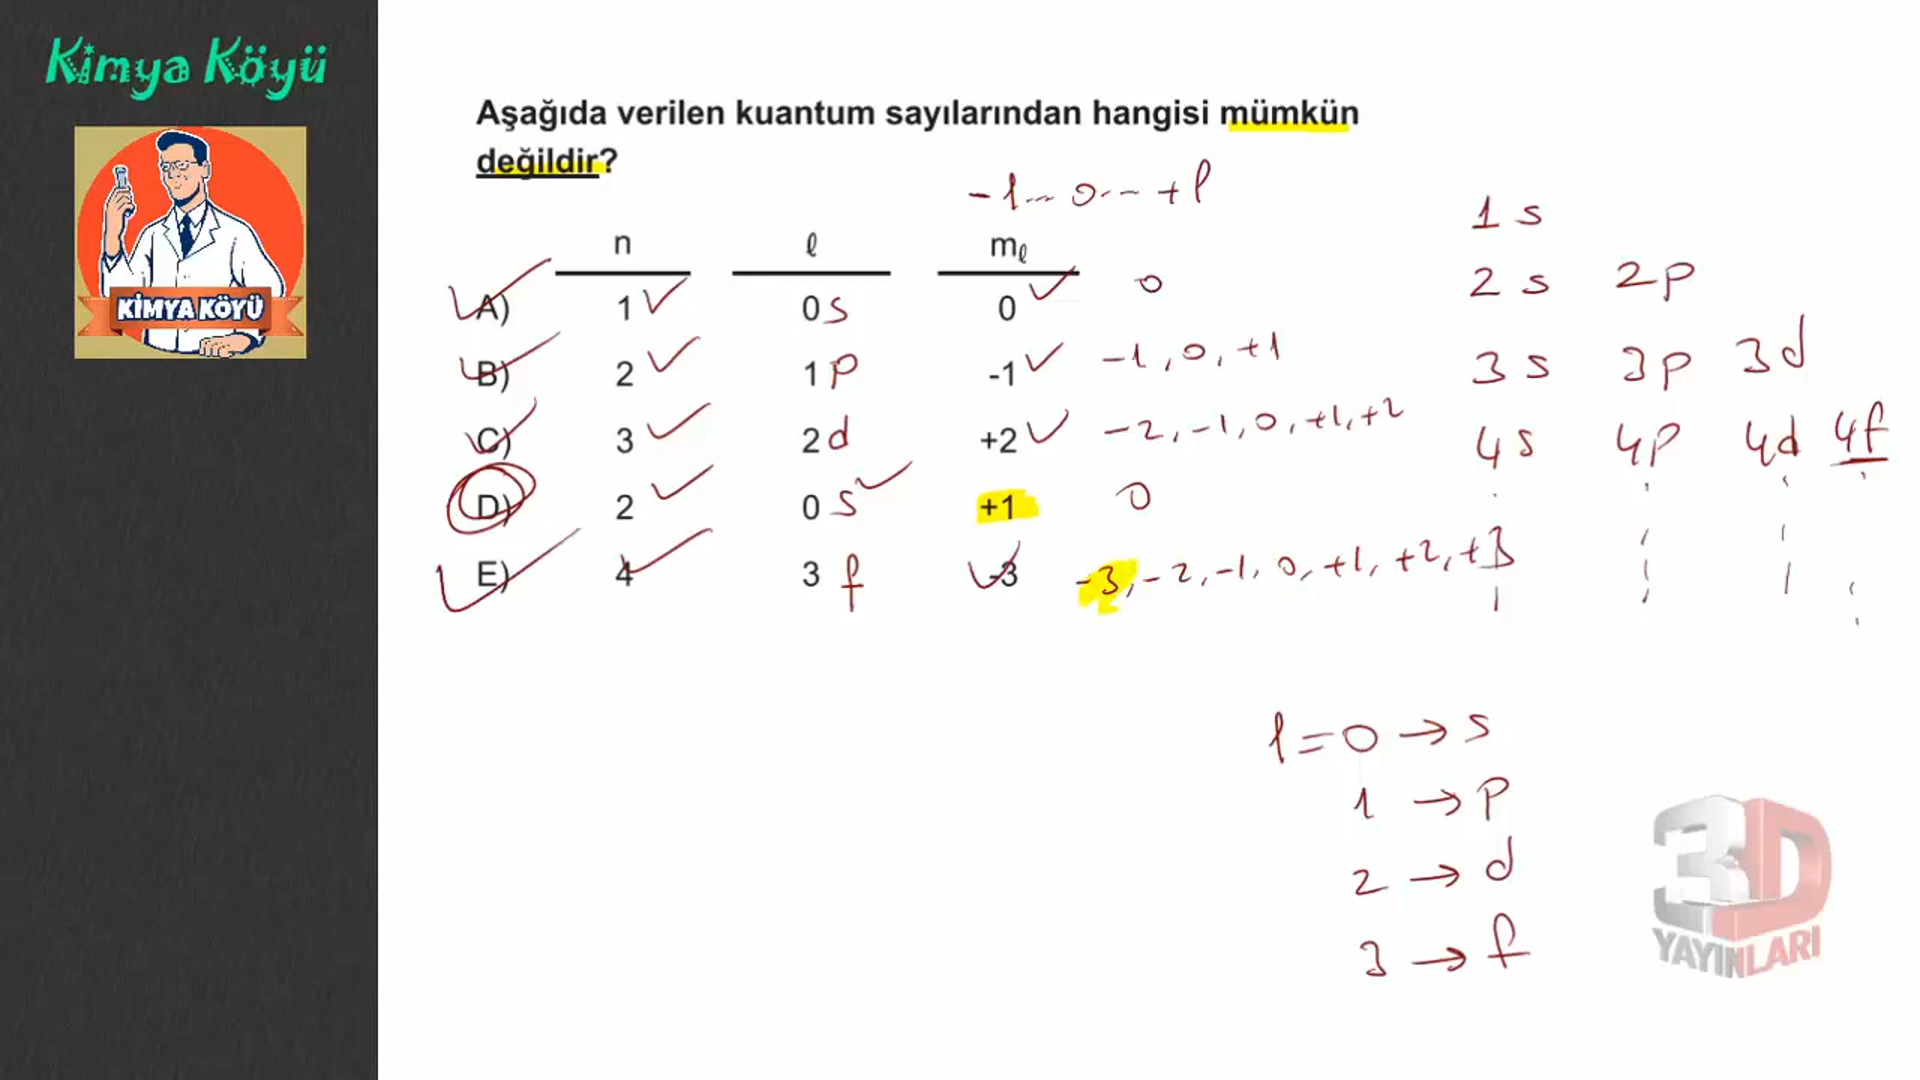 Kimya Köyü
KİMYA KÖYÜ
Aşağıda verilen kuantum sayılarından hangisi mümkün
değildir?
-l... 0... +l
n ℓ mℓ
A) 1 0 s 0 0
B) 2 1 p -1 -1, 0, +1
C) 3 2 d +2 -2, -1, 0, +1, +2
D) 2 0 s +1 0
E) 4 3 f -3 -3, -2, -1, 0, +1, +2, +3
1s
2s 2p
3s 3p 3d
4s 4p 4d 4f
l=0 → s
1 → p
2 → d
3 → f
3D
YAYINLARI